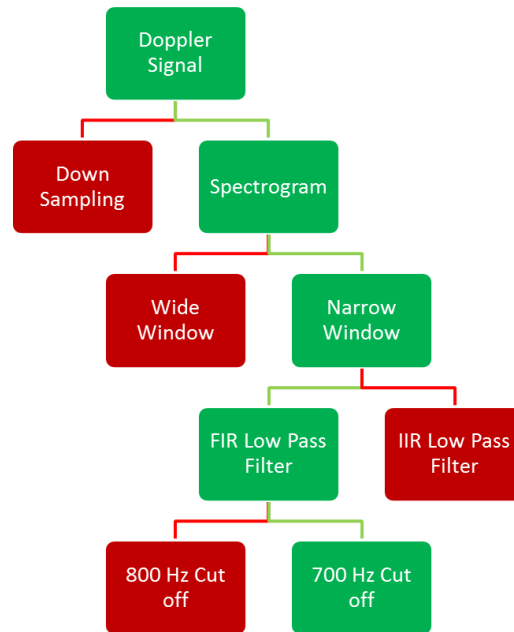 Doppler
Signal
Down
Sampling
Spectrogram
Wide
Window
Narrow
Window
FIR Low Pass
Filter
IIR Low Pass
Filter
800 Hz Cut
off
700 Hz Cut
off